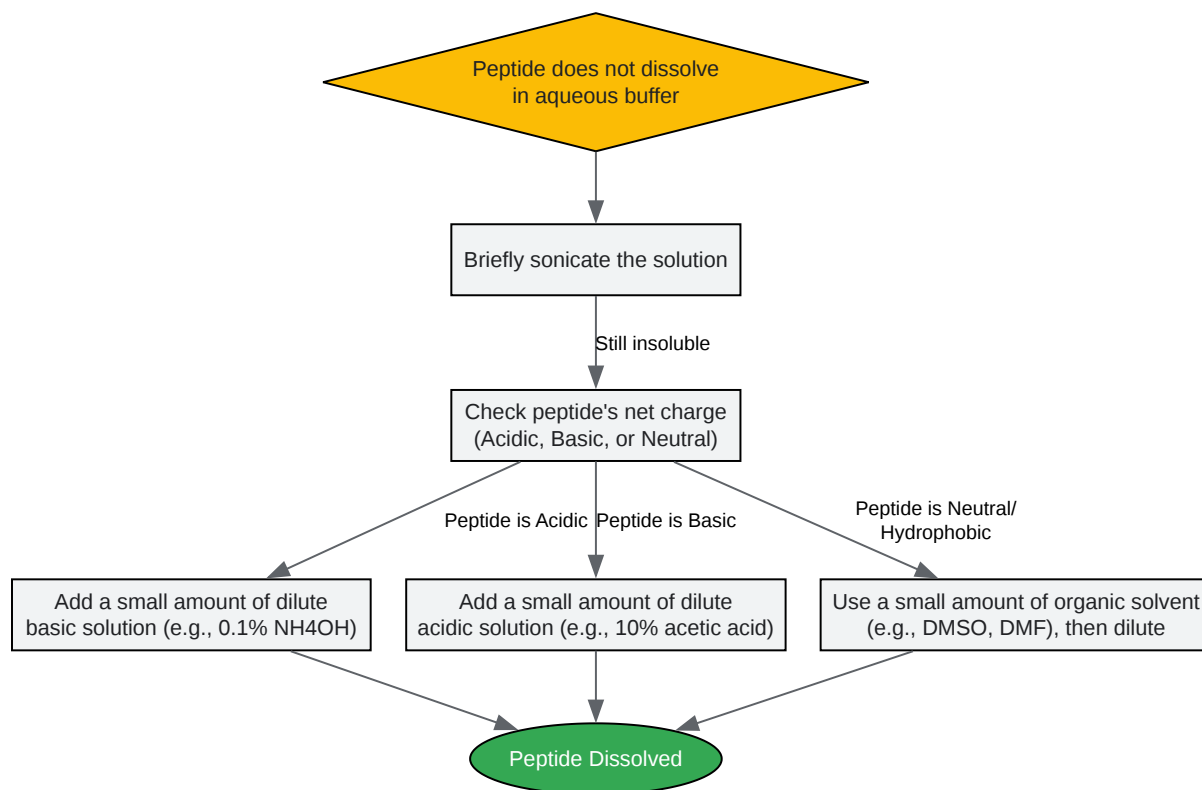 Peptide does not dissolve
in aqueous buffer
Briefly sonicate the solution
Still insoluble
Check peptide's net charge
(Acidic, Basic, or Neutral)
Peptide is Acidic
Peptide is Basic
Peptide is Neutral/
Hydrophobic
Add a small amount of dilute
basic solution (e.g., 0.1% NH4OH)
Add a small amount of dilute
acidic solution (e.g., 10% acetic acid)
Use a small amount of organic solvent
(e.g., DMSO, DMF), then dilute
Peptide Dissolved